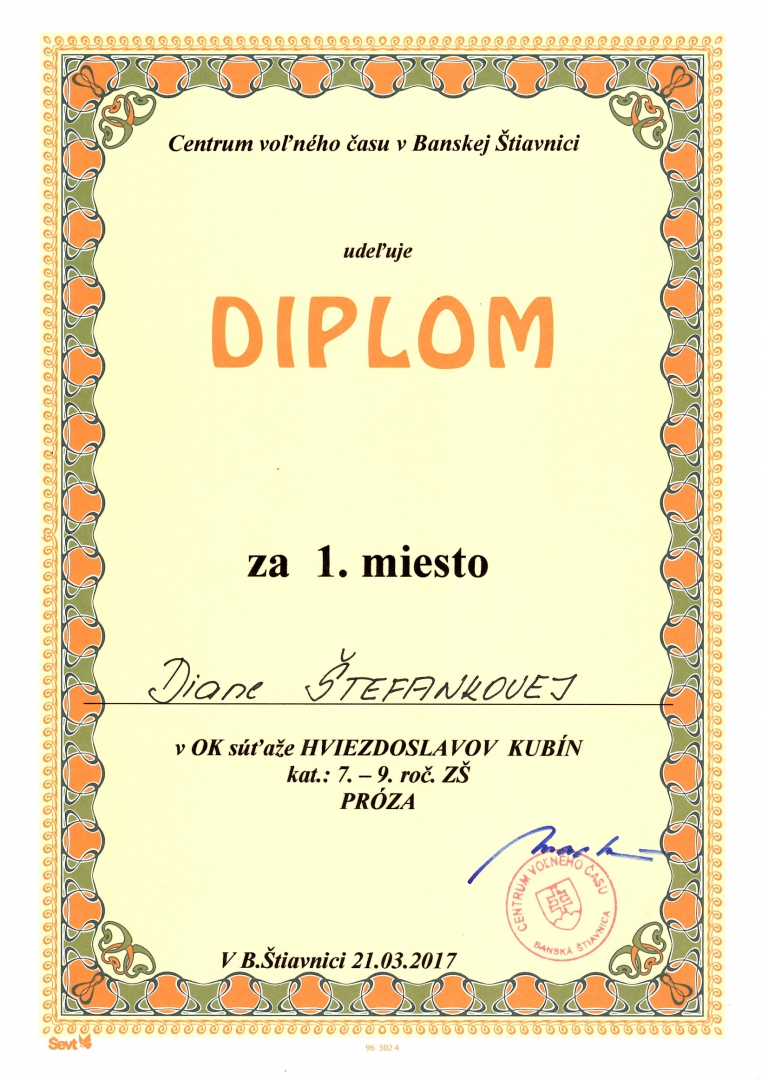 Centrum voľného času v Banskej Štiavnici
udeľuje
DIPLOM
za 1. miesto
Diane ŠTEFANKOVEJ
v OK súťaže HVIEZDOSLAVOV KUBÍN
kat.: 7. – 9. roč. ZŠ
PRÓZA
CENTRUM VOĽNÉHO ČASU
BANSKÁ ŠTIAVNICA
V B.Štiavnici 21.03.2017
Sevt
96 302 4